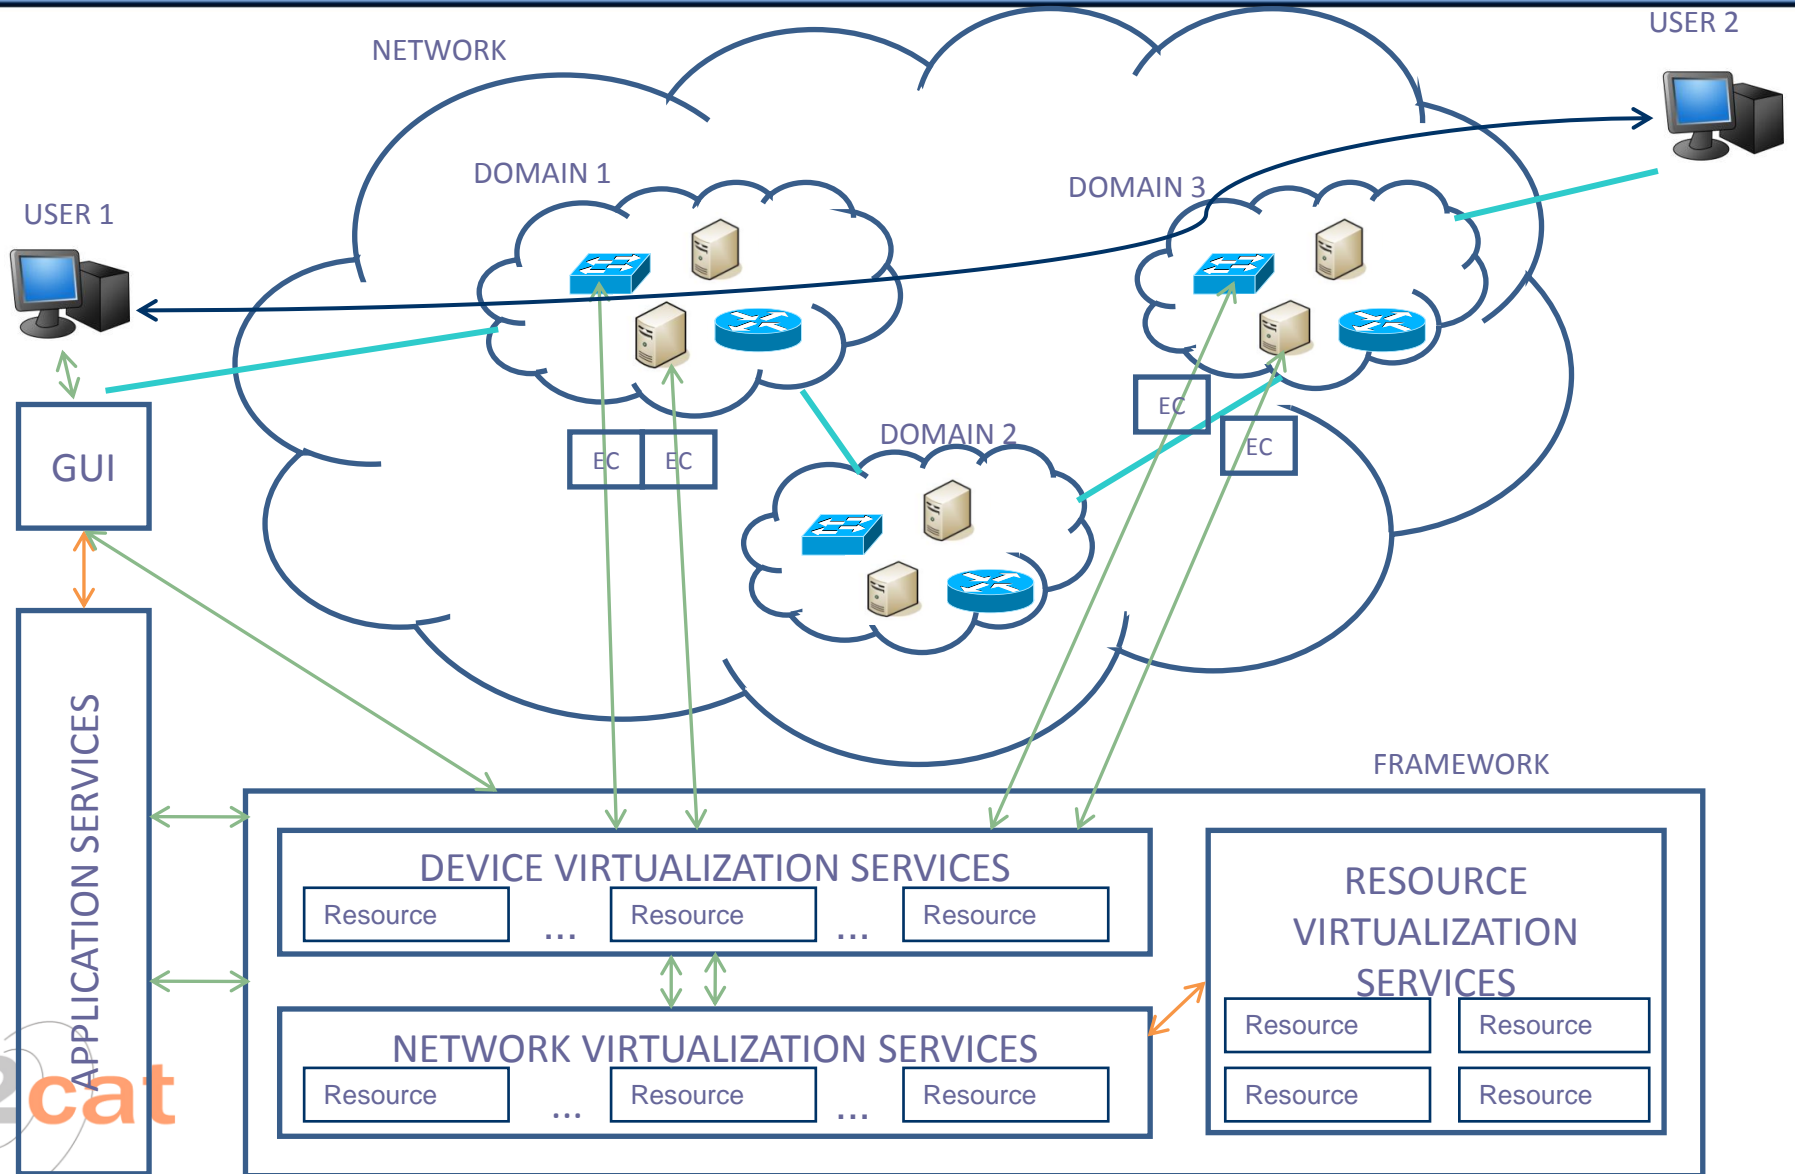 USER 2
NETWORK
DOMAIN 1
DOMAIN 3
USER 1
DOMAIN 2
EC
EC
EC
EC
GUI
APPLICATION SERVICES
FRAMEWORK
DEVICE VIRTUALIZATION SERVICES
Resource
...
Resource
...
Resource
RESOURCE
VIRTUALIZATION
SERVICES
Resource
Resource
Resource
Resource
NETWORK VIRTUALIZATION SERVICES
Resource
...
Resource
...
Resource
2cat